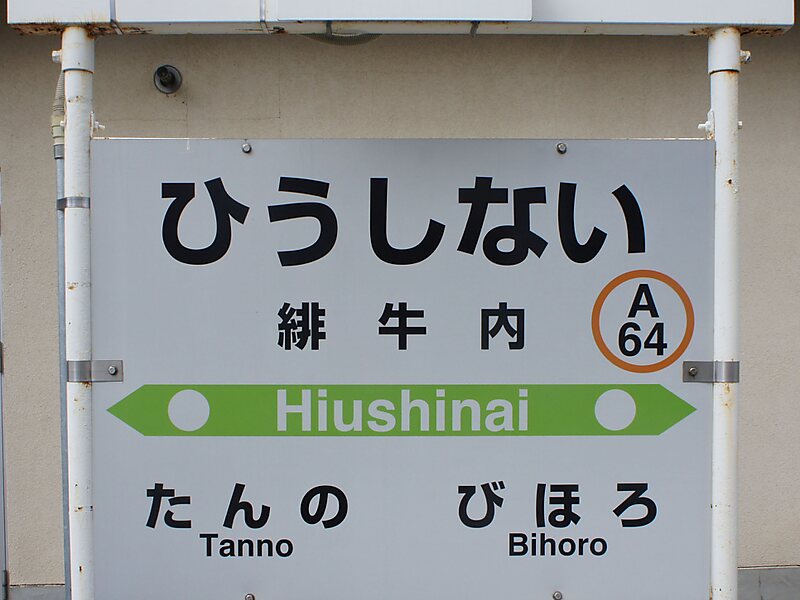 ひうしない
緋牛内
A
64
Hiushinai
たんの びほろ
Tanno Bihoro